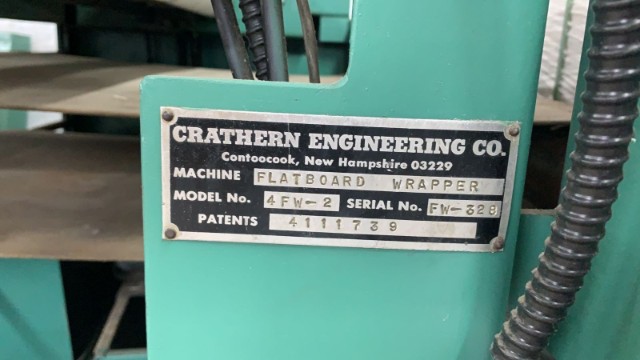 CRATHERN ENGINEERING CO.
Contoocook, New Hampshire 03229
MACHINE FLATBOARD WRAPPER
MODEL No. 4FW-2 SERIAL No. FW-328
PATENTS 4111739